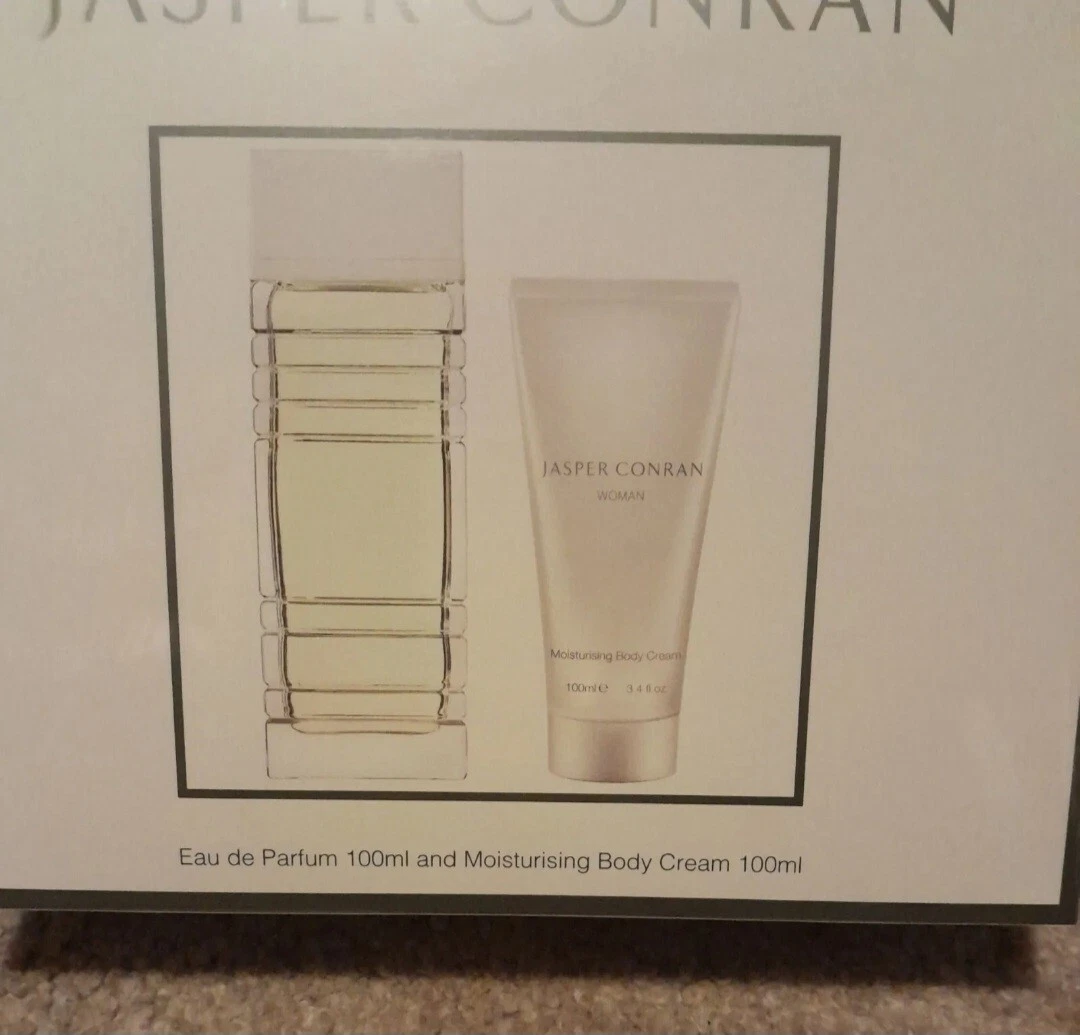 JASPER CONRAN
JASPER CONRAN
WOMAN
Moisturising Body Cream
100ml e 3.4 fl.oz
Eau de Parfum 100ml and Moisturising Body Cream 100ml